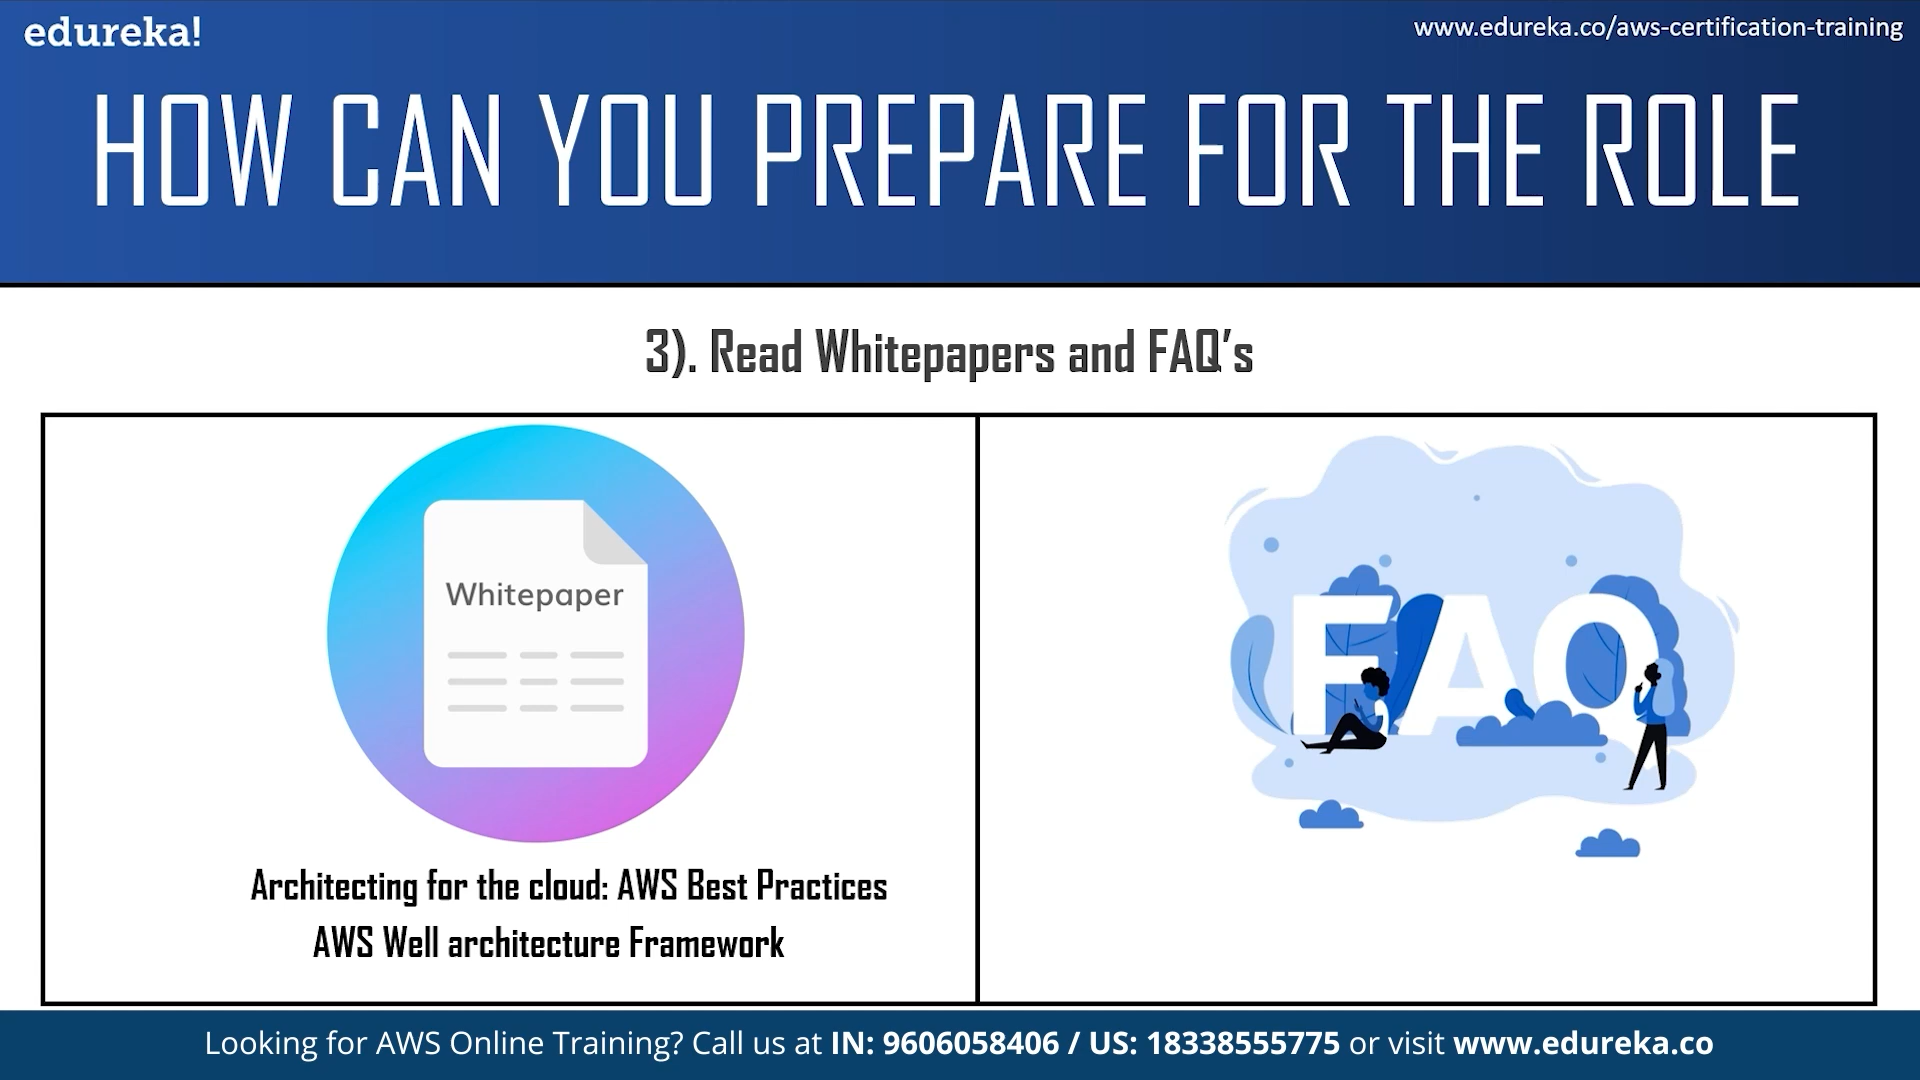 edureka!
www.edureka.co/aws-certification-training
HOW CAN YOU PREPARE FOR THE ROLE
3). Read Whitepapers and FAQ’s
Whitepaper
FAQ
Architecting for the cloud: AWS Best Practices
AWS Well architecture Framework
Looking for AWS Online Training? Call us at IN: 9606058406 / US: 18338555775 or visit www.edureka.co